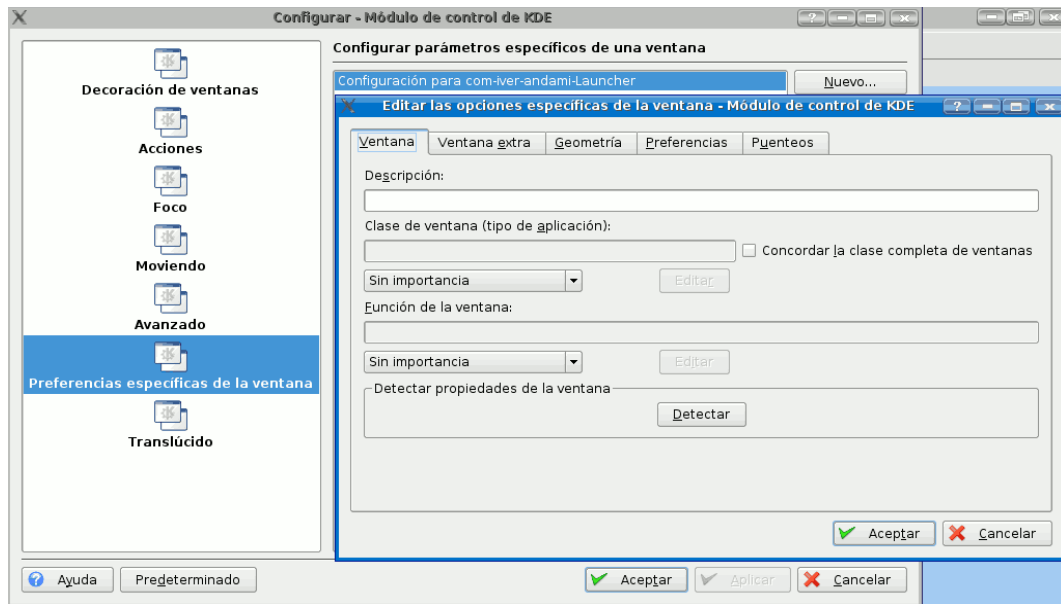 Configurar - Módulo de control de KDE
Decoración de ventanas
Acciones
Foco
Moviendo
Avanzado
Preferencias específicas de la ventana
Translúcido
Configurar parámetros específicos de una ventana
Configuración para com-iver-andami-Launcher
Nuevo...
Editar las opciones específicas de la ventana - Módulo de control de KDE
Ventana
Ventana extra
Geometría
Preferencias
Puenteos
Descripción:
Clase de ventana (tipo de aplicación):
Concordar la clase completa de ventanas
Sin importancia
Editar
Función de la ventana:
Sin importancia
Editar
Detectar propiedades de la ventana
Detectar
Aceptar
Cancelar
Ayuda
Predeterminado
Aceptar
Aplicar
Cancelar